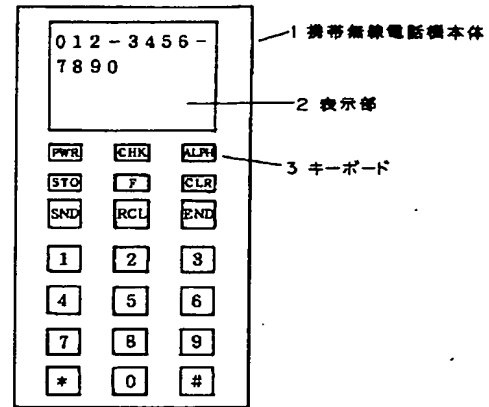 012-3456-
7890
1 携帯無線電話機本体
2 表示部
3 キーボード
PWR CHK ALPH
STO F CLR
SND RCL END
1 2 3
4 5 6
7 8 9
* 0 #